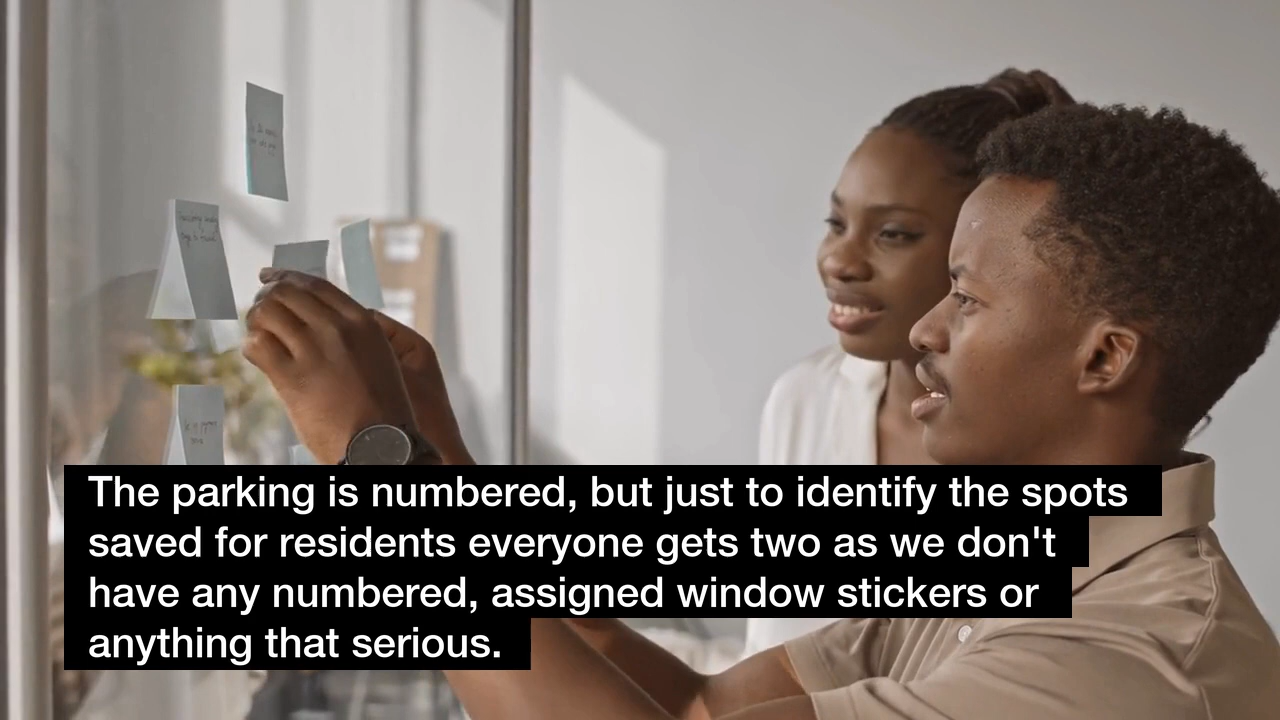 The parking is numbered, but just to identify the spots
saved for residents everyone gets two as we don't
have any numbered, assigned window stickers or
anything that serious.